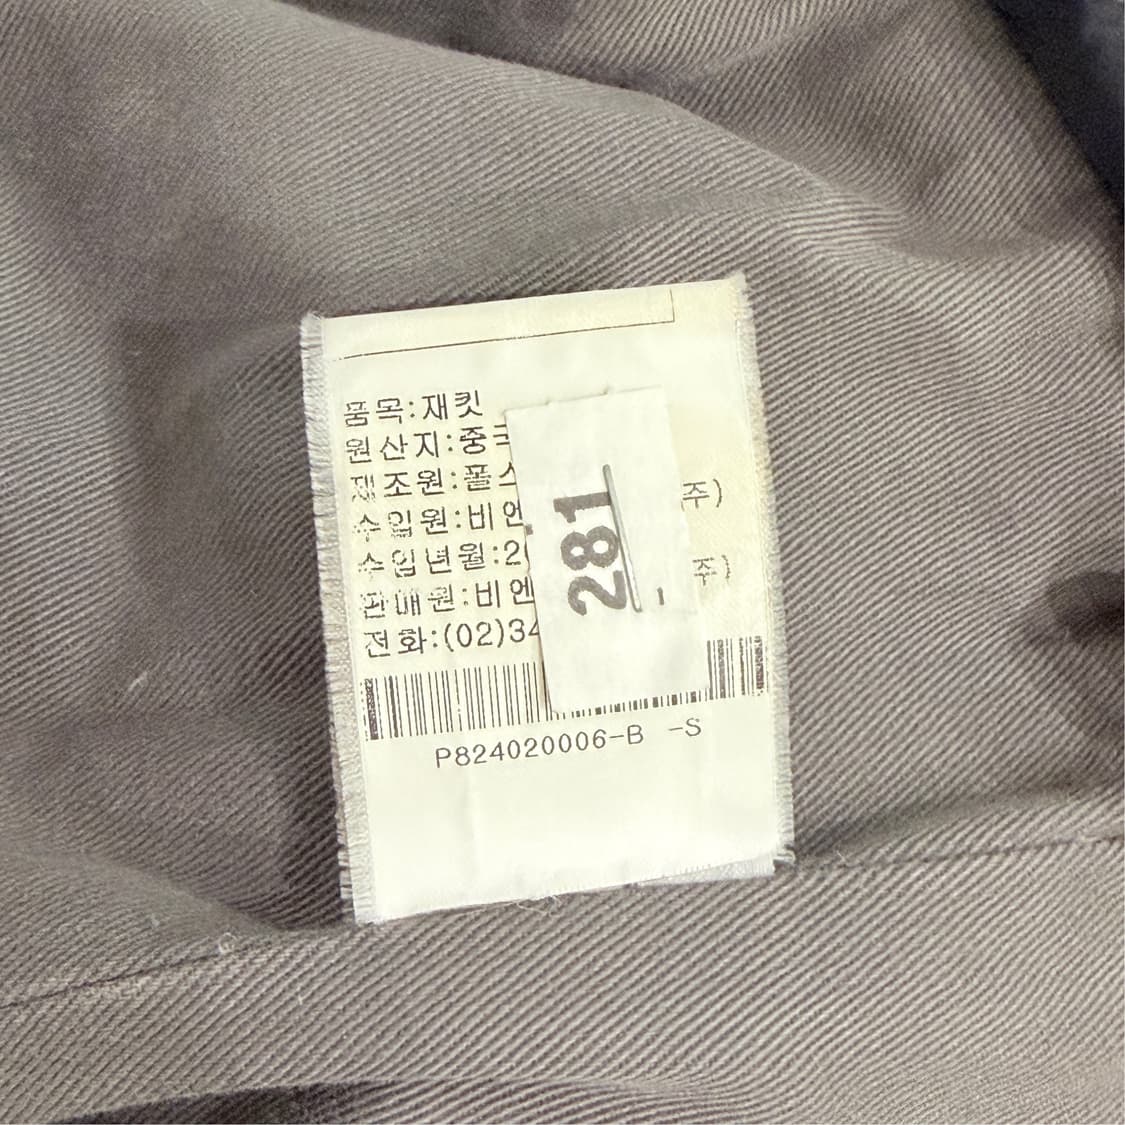 품목:재킷
원산지:중국
제조원:폴스
수입원:비엔 주)
수입년월:2
판매원:비엔 주)
전화:(02)34
281
P824020006-B -S